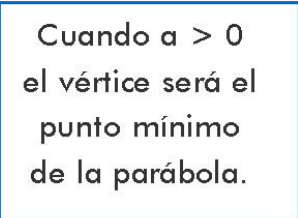 Cuando a > 0
el vértice será el
punto mínimo
de la parábola.